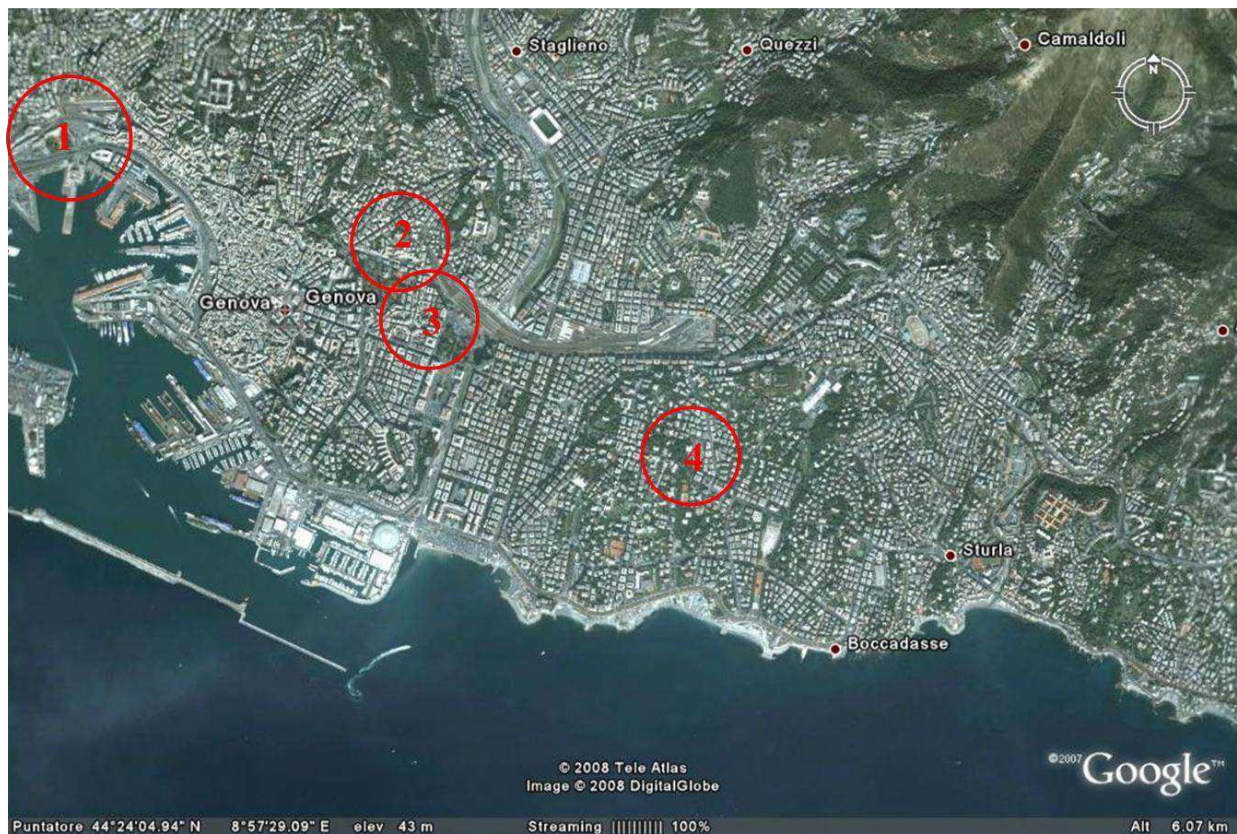 Staglieno
Quezzi
Camaldoli
N
1
2
Genova
Genova
3
4
Sturla
Boccadasse
© 2008 Tele Atlas
Image © 2008 DigitalGlobe
©2007 Google™
Puntatore 44°24'04.94" N 8°57'29.09" E elev 43 m Streaming ||||||||| 100% Alt 6.07 km